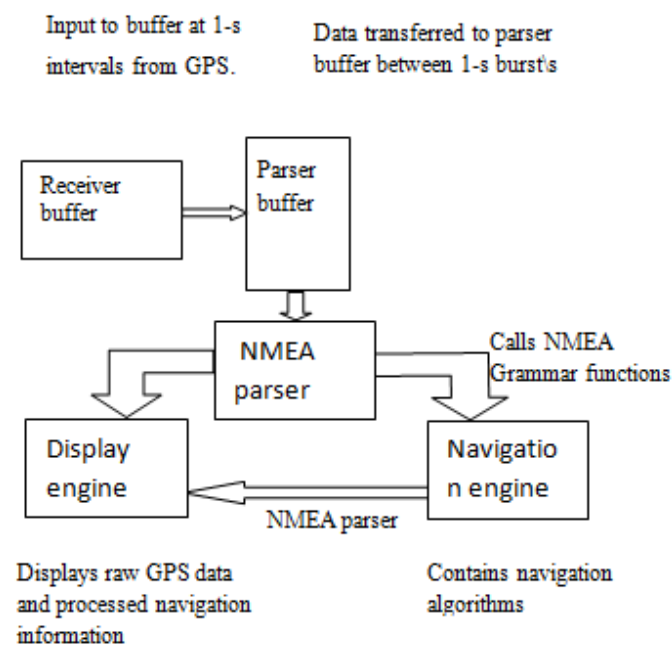 Input to buffer at 1-s
intervals from GPS.
Data transferred to parser
buffer between 1-s burst\s
Receiver
buffer
Parser
buffer
NMEA
parser
Calls NMEA
Grammar functions
Display
engine
Navigatio
n engine
NMEA parser
Displays raw GPS data
and processed navigation
information
Contains navigation
algorithms